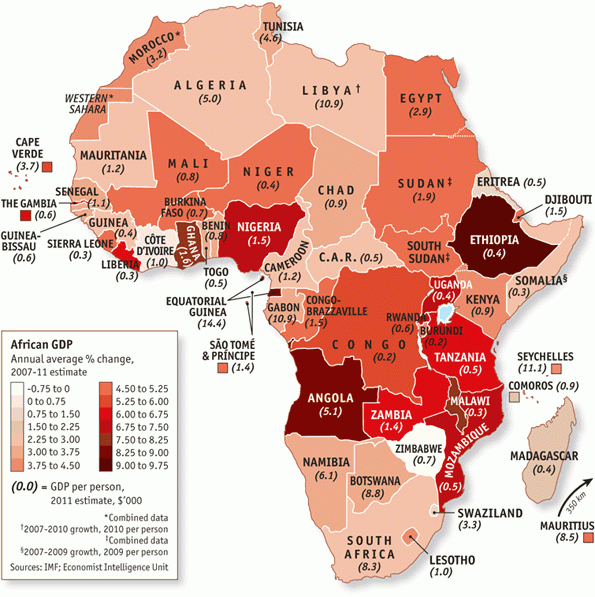 TUNISIA
(4.6)
MOROCCO*
(3.2)
ALGERIA
(5.0)
LIBYA†
(10.9)
EGYPT
(2.9)
WESTERN*
SAHARA
CAPE
VERDE
(3.7)
MAURITANIA
(1.2)
MALI
(0.8)
NIGER
(0.4)
CHAD
(0.9)
SUDAN‡
(1.9)
ERITREA (0.5)
DJIBOUTI
(1.5)
SENEGAL
(1.1)
THE GAMBIA
(0.6)
GUINEA-
BISSAU
(0.6)
GUINEA
(0.4)
SIERRA LEONE
(0.3)
LIBERIA
(0.3)
CÔTE
D'IVOIRE
(1.0)
BURKINA
FASO (0.7)
GHANA
(1.6)
TOGO
(0.5)
BENIN
(0.8)
NIGERIA
(1.5)
CAMEROON
(1.2)
C.A.R. (0.5)
SOUTH
SUDAN‡
ETHIOPIA
(0.4)
SOMALIA§
(0.3)
EQUATORIAL
GUINEA
(14.4)
GABON
(10.9)
CONGO-
BRAZZAVILLE
(1.5)
SÃO TOMÉ
& PRÍNCIPE
(1.4)
CONGO
(0.2)
UGANDA
(0.4)
KENYA
(0.9)
RWANDA
(0.6)
BURUNDI
(0.2)
TANZANIA
(0.5)
SEYCHELLES
(11.1)
COMOROS (0.9)
ANGOLA
(5.1)
ZAMBIA
(1.4)
MALAWI
(0.3)
MOZAMBIQUE
(0.5)
ZIMBABWE
(0.7)
MADAGASCAR
(0.4)
350 km
MAURITIUS
(8.5)
NAMIBIA
(6.1)
BOTSWANA
(8.8)
SWAZILAND
(3.3)
SOUTH
AFRICA
(8.3)
LESOTHO
(1.0)
African GDP
Annual average % change,
2007-11 estimate
-0.75 to 0
0 to 0.75
0.75 to 1.50
1.50 to 2.25
2.25 to 3.00
3.00 to 3.75
3.75 to 4.50
4.50 to 5.25
5.25 to 6.00
6.00 to 6.75
6.75 to 7.50
7.50 to 8.25
8.25 to 9.00
9.00 to 9.75
(0.0) = GDP per person,
2011 estimate, $'000
*Combined data
†2007-2010 growth, 2010 per person
‡Combined data
§2007-2009 growth, 2009 per person
Sources: IMF; Economist Intelligence Unit